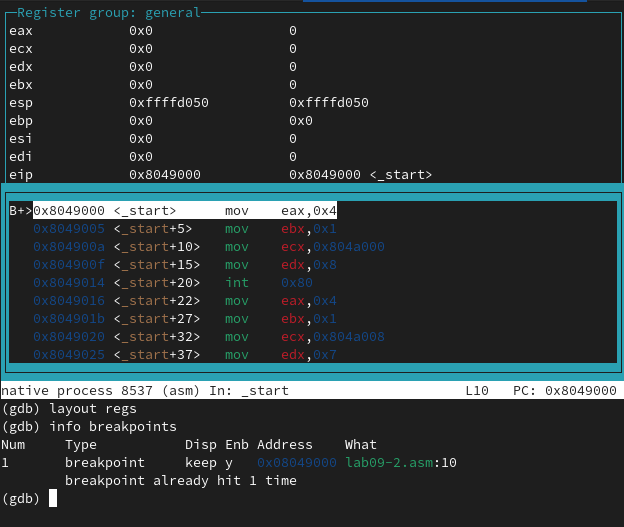 Register group: general
eax 0x0 0
ecx 0x0 0
edx 0x0 0
ebx 0x0 0
esp 0xffffd050 0xffffd050
ebp 0x0 0x0
esi 0x0 0
edi 0x0 0
eip 0x8049000 0x8049000 <_start>
B+>0x8049000 <_start> mov eax,0x4
0x8049005 <_start+5> mov ebx,0x1
0x804900a <_start+10> mov ecx,0x804a000
0x804900f <_start+15> mov edx,0x8
0x8049014 <_start+20> int 0x80
0x8049016 <_start+22> mov eax,0x4
0x804901b <_start+27> mov ebx,0x1
0x8049020 <_start+32> mov ecx,0x804a008
0x8049025 <_start+37> mov edx,0x7
native process 8537 (asm) In: _start L10 PC: 0x8049000
(gdb) layout regs
(gdb) info breakpoints
Num Type Disp Enb Address What
1 breakpoint keep y 0x08049000 lab09-2.asm:10
breakpoint already hit 1 time
(gdb)